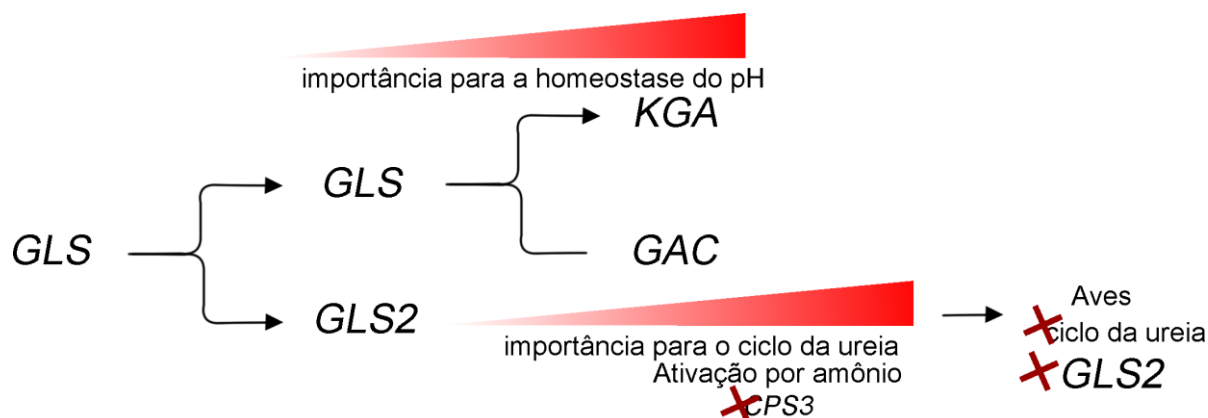 importância para a homeostase do pH
KGA
GLS
GLS
GAC
GLS2
importância para o ciclo da ureia
Ativação por amônio
CPS3
Aves
ciclo da ureia
GLS2